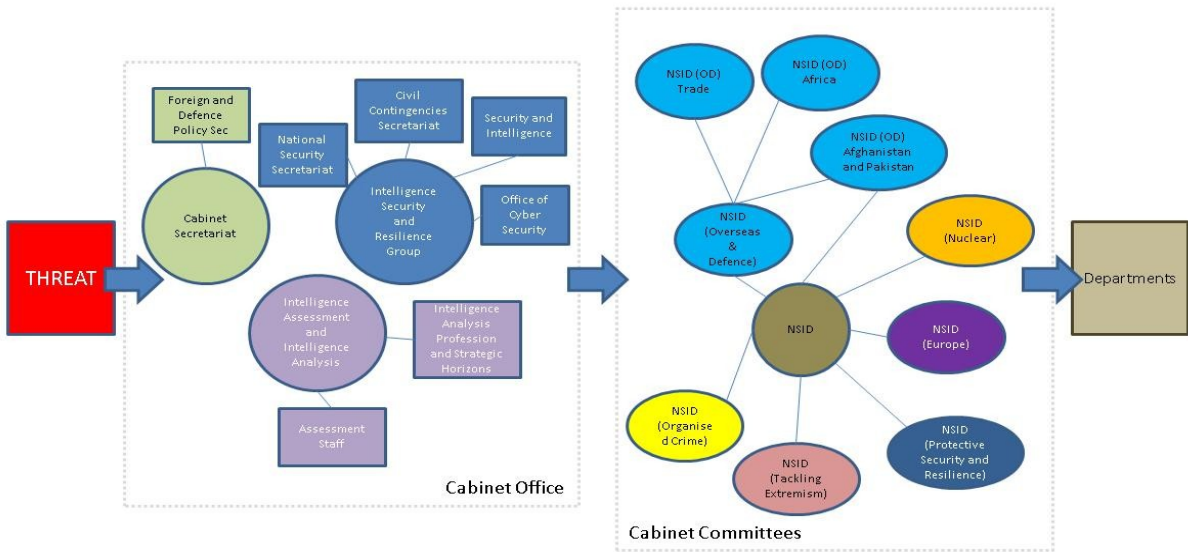 THREAT
Foreign and
Defence
Policy Sec
Cabinet
Secretariat
National
Security
Secretariat
Civil
Contingencies
Secretariat
Security and
Intelligence
Intelligence
Security
and
Resilience
Group
Office of
Cyber
Security
Intelligence
Assessment
and
Intelligence
Analysis
Intelligence
Analysis
Profession
and Strategic
Horizons
Assessment
Staff
Cabinet Office
NSID (OD)
Trade
NSID (OD)
Africa
NSID (OD)
Afghanistan
and Pakistan
NSID
(Overseas
&
Defence)
NSID
(Nuclear)
NSID
NSID
(Europe)
NSID
(Organise
d Crime)
NSID
(Tackling
Extremism)
NSID
(Protective
Security and
Resilience)
Cabinet Committees
Departments